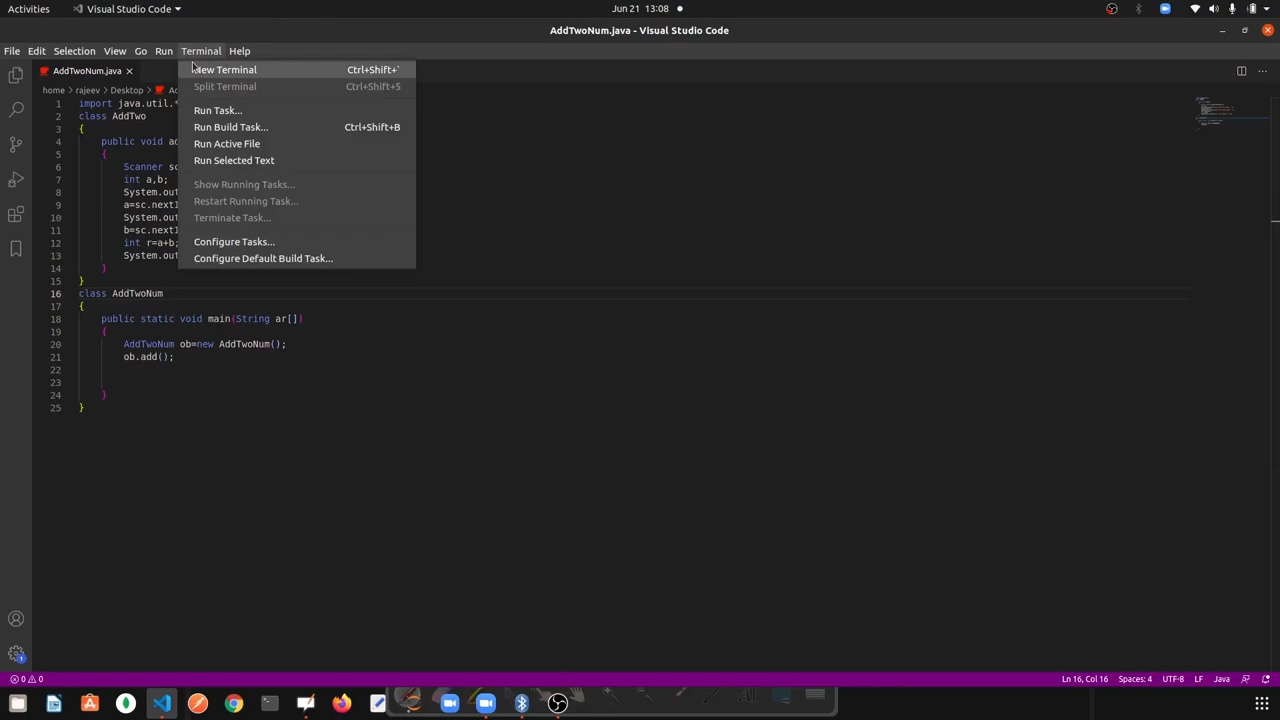 Activities
Visual Studio Code
Jun 21 13:08
AddTwoNum.java - Visual Studio Code
File Edit Selection View Go Run Terminal Help
AddTwoNum.java
New Terminal Ctrl+Shift+`
Split Terminal Ctrl+Shift+5
Run Task...
Run Build Task... Ctrl+Shift+B
Run Active File
Run Selected Text
Show Running Tasks...
Restart Running Task...
Terminate Task...
Configure Tasks...
Configure Default Build Task...
home › rajeev › Desktop ›
1 import java.util.*
2 class AddTwo
3 {
4 public void ad
5 {
6 Scanner sc
7 int a,b;
8 System.out
9 a=sc.nextI
10 System.out
11 b=sc.nextI
12 int r=a+b;
13 System.out
14 }
15 }
16 class AddTwoNum
17 {
18 public static void main(String ar[])
19 {
20 AddTwoNum ob=new AddTwoNum();
21 ob.add();
22
23
24 }
25 }
0 0
Ln 16, Col 16 Spaces: 4 UTF-8 LF Java